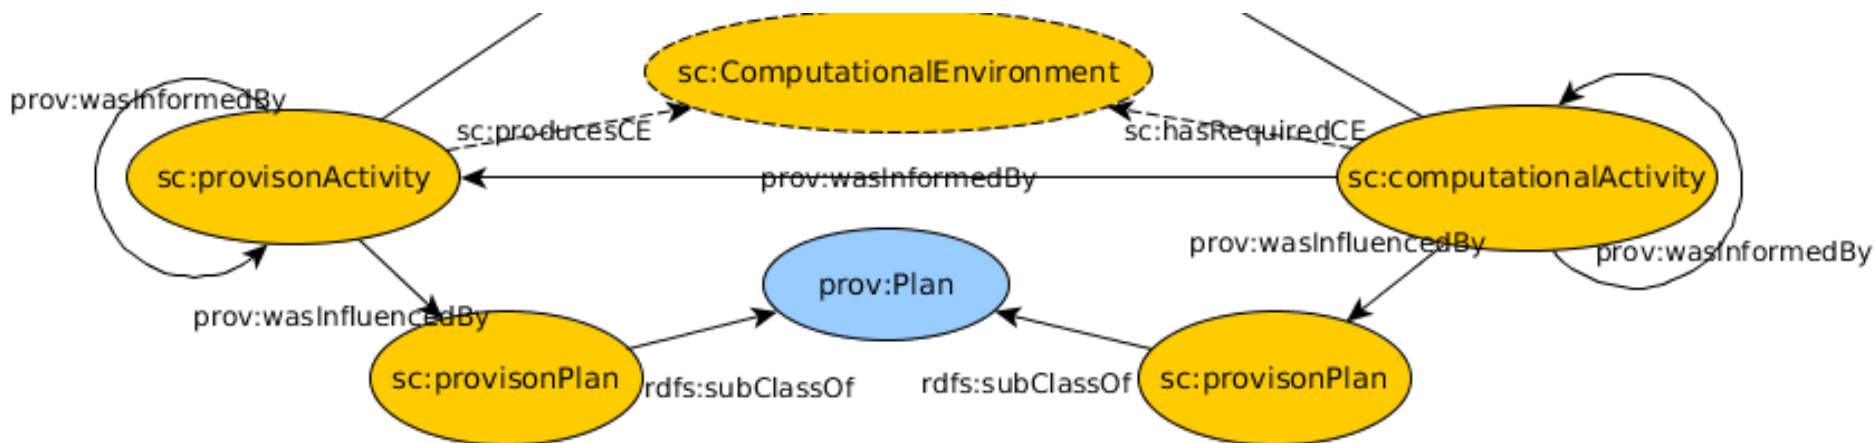 sc:ComputationalEnvironment
prov:wasInformedBy
sc:producesCE
sc:hasRequiredCE
sc:provisonActivity
prov:wasInformedBy
sc:computationalActivity
prov:wasInfluencedBy
prov:wasInformedBy
prov:Plan
prov:wasInfluencedBy
sc:provisonPlan
rdfs:subClassOf
rdfs:subClassOf
sc:provisonPlan